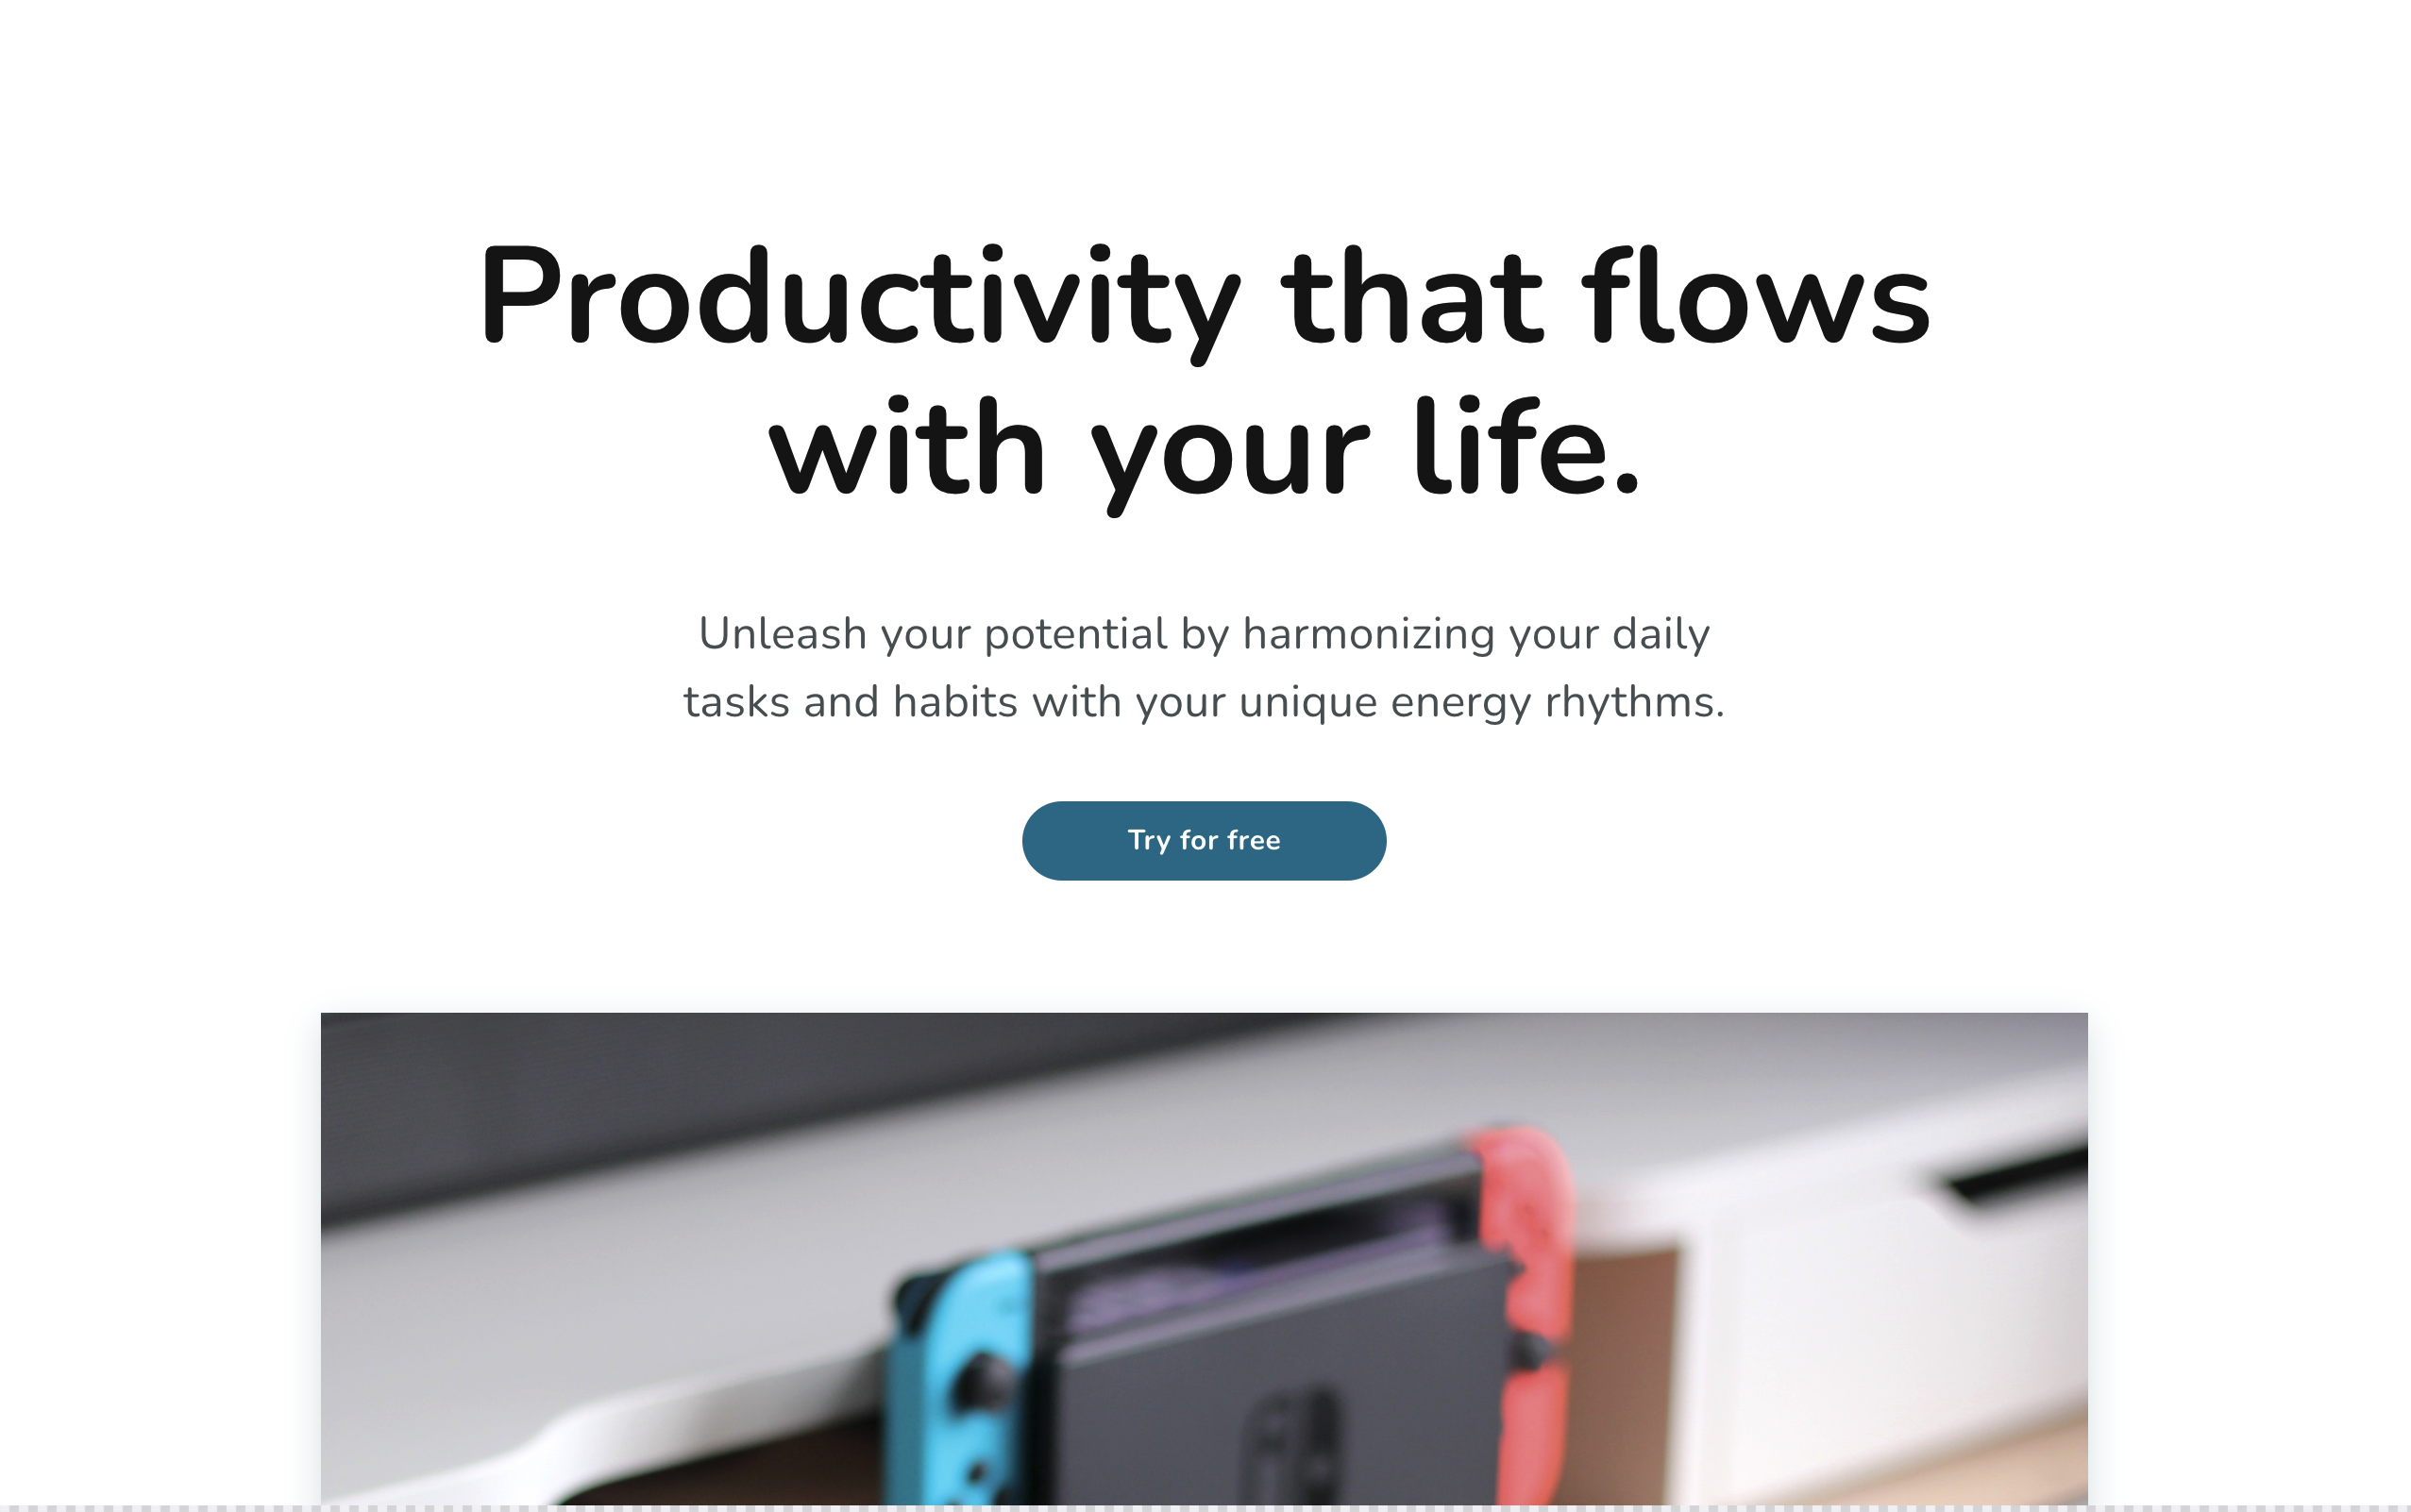 Productivity that flows
with your life.
Unleash your potential by harmonizing your daily
tasks and habits with your unique energy rhythms.
Try for free